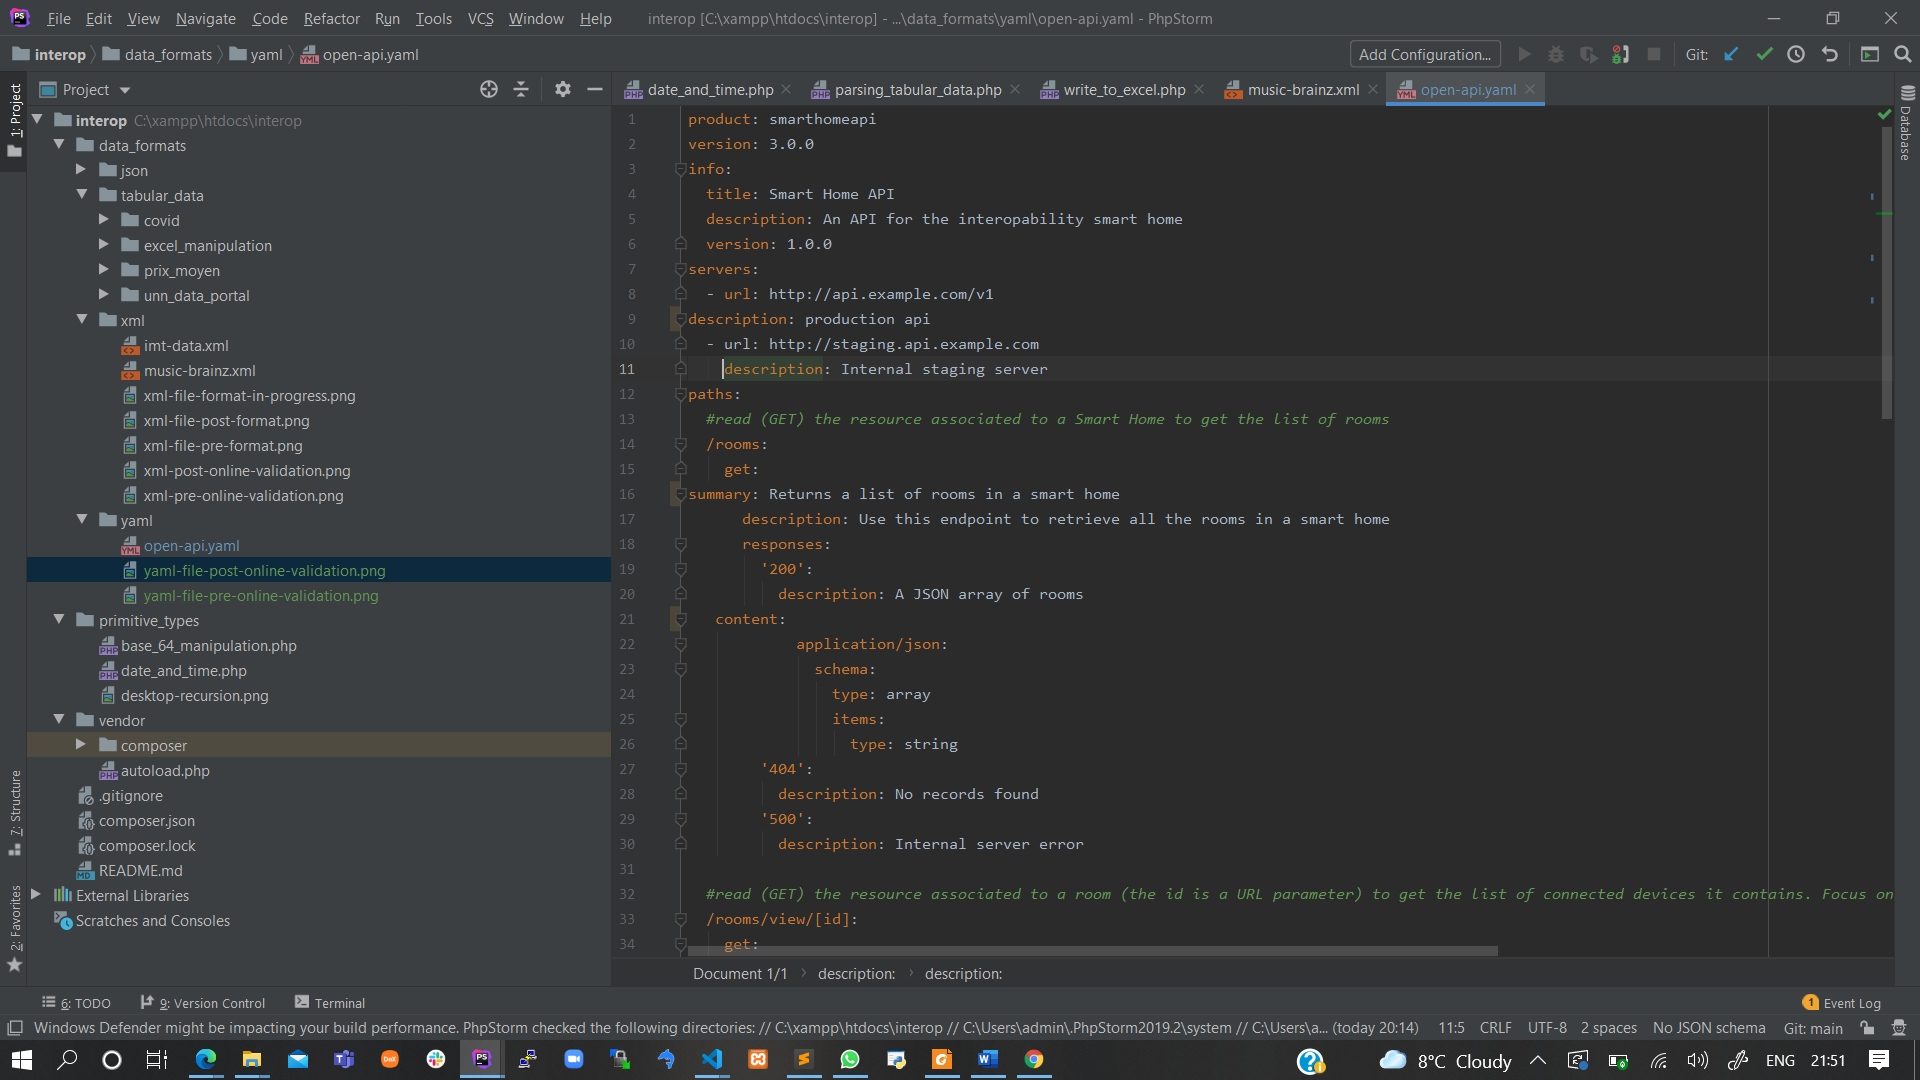 File Edit View Navigate Code Refactor Run Tools VCS Window Help interop [C:\xampp\htdocs\interop] - ...\data_formats\yaml\open-api.yaml - PhpStorm
interop data_formats yaml open-api.yaml Add Configuration... Git:
Project
date_and_time.php parsing_tabular_data.php write_to_excel.php music-brainz.xml open-api.yaml
1: Project
7: Structure
2: Favorites
interop C:\xampp\htdocs\interop
data_formats
json
tabular_data
covid
excel_manipulation
prix_moyen
unn_data_portal
xml
imt-data.xml
music-brainz.xml
xml-file-format-in-progress.png
xml-file-post-format.png
xml-file-pre-format.png
xml-post-online-validation.png
xml-pre-online-validation.png
yaml
open-api.yaml
yaml-file-post-online-validation.png
yaml-file-pre-online-validation.png
primitive_types
base_64_manipulation.php
date_and_time.php
desktop-recursion.png
vendor
composer
autoload.php
.gitignore
composer.json
composer.lock
README.md
External Libraries
Scratches and Consoles
1 product: smarthomeapi
2 version: 3.0.0
3 info:
4 title: Smart Home API
5 description: An API for the interopability smart home
6 version: 1.0.0
7 servers:
8 - url: http://api.example.com/v1
9 description: production api
10 - url: http://staging.api.example.com
11 description: Internal staging server
12 paths:
13 #read (GET) the resource associated to a Smart Home to get the list of rooms
14 /rooms:
15 get:
16 summary: Returns a list of rooms in a smart home
17 description: Use this endpoint to retrieve all the rooms in a smart home
18 responses:
19 '200':
20 description: A JSON array of rooms
21 content:
22 application/json:
23 schema:
24 type: array
25 items:
26 type: string
27 '404':
28 description: No records found
29 '500':
30 description: Internal server error
31
32 #read (GET) the resource associated to a room (the id is a URL parameter) to get the list of connected devices it contains. Focus on
33 /rooms/view/[id]:
34 get:
Database
Document 1/1 description: description:
6: TODO 9: Version Control Terminal Event Log
Windows Defender might be impacting your build performance. PhpStorm checked the following directories: // C:\xampp\htdocs\interop // C:\Users\admin\.PhpStorm2019.2\system // C:\Users\a... (today 20:14) 11:5 CRLF UTF-8 2 spaces No JSON schema Git: main
8°C Cloudy ENG 21:51